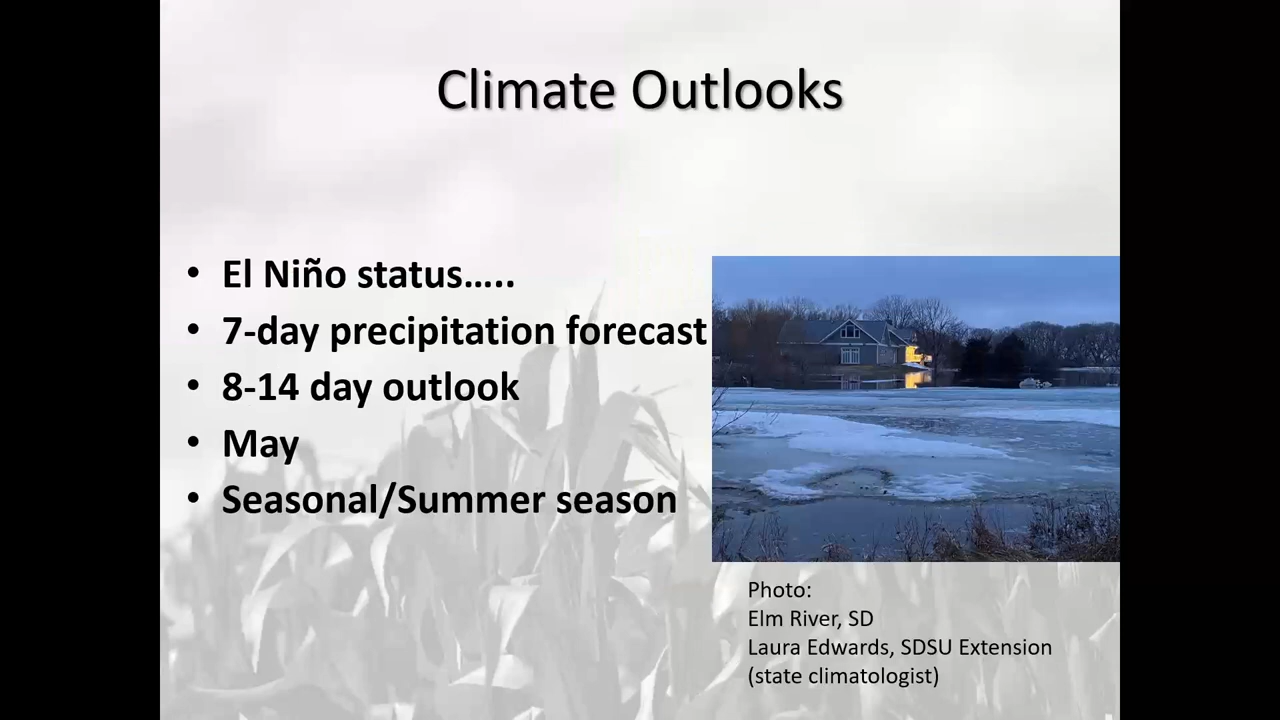 Climate Outlooks
• El Niño status…..
• 7-day precipitation forecast
• 8-14 day outlook
• May
• Seasonal/Summer season
Photo:
Elm River, SD
Laura Edwards, SDSU Extension
(state climatologist)